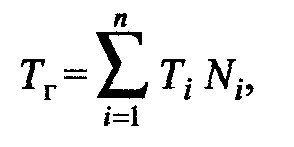 n
T_Г = ∑ T_i N_i,
i=1